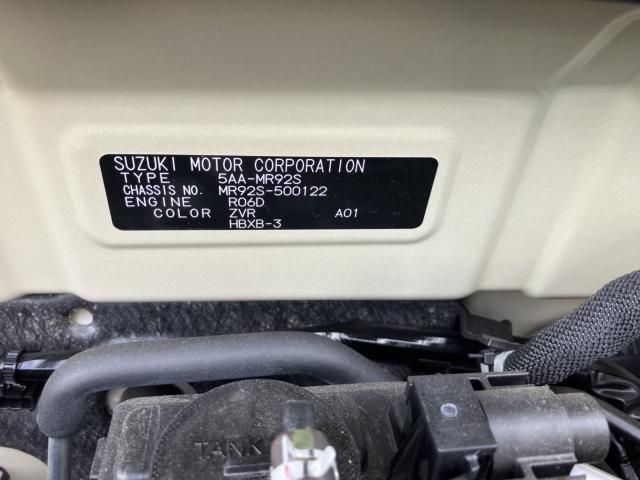 SUZUKI MOTOR CORPORATION
TYPE 5AA-MR92S
CHASSIS NO. MR92S-500122
ENGINE R06D
COLOR ZVR A01
HBXB-3
TANK